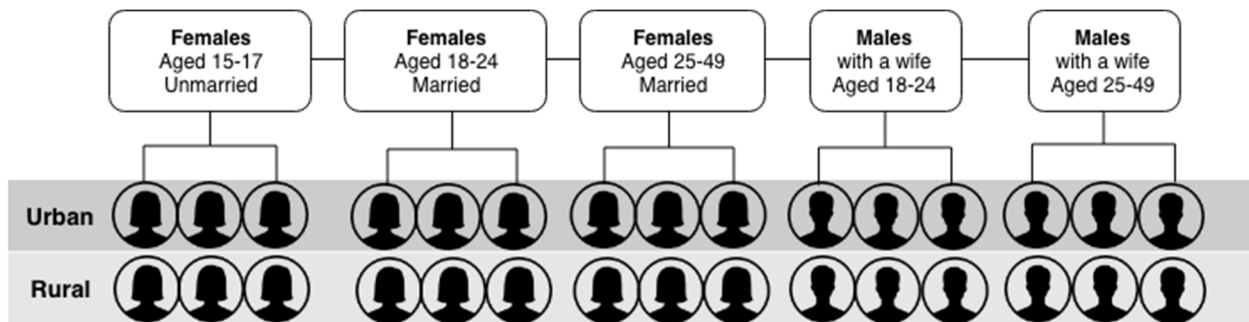 Females
Aged 15-17
Unmarried
Females
Aged 18-24
Married
Females
Aged 25-49
Married
Males
with a wife
Aged 18-24
Males
with a wife
Aged 25-49
Urban
Rural